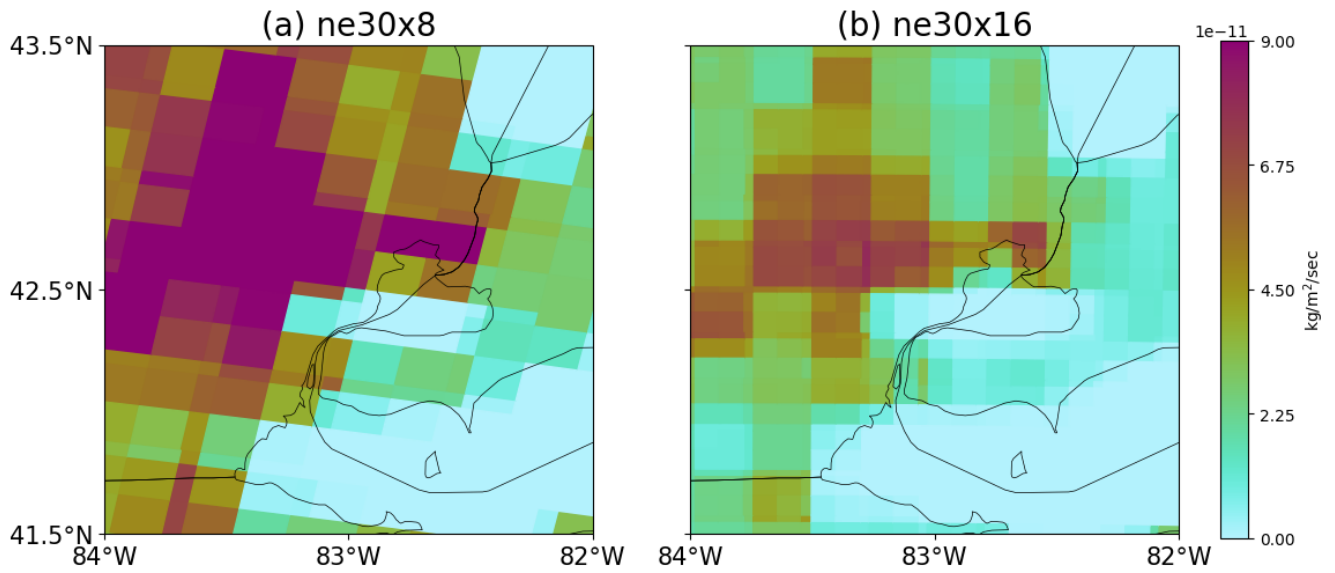 (a) ne30x8
(b) ne30x16
1e−11
43.5°N
42.5°N
41.5°N
84°W
83°W
82°W
84°W
83°W
82°W
9.00
6.75
4.50
2.25
0.00
kg/m²/sec